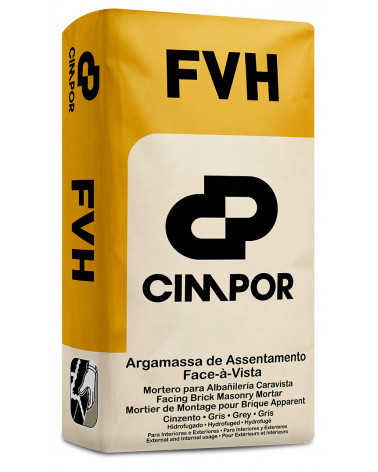 FVH
CIMPOR
Argamassa de Assentamento
Face-à-Vista
Mortero para Albañilería Caravista
Facing Brick Masonry Mortar
Mortier de Montage pour Brique Apparent
Cinzento • Gris • Grey • Gris
Hidrofugado • Hydrofuged • Hydrofugé
Para Interiores e Exteriores • Para Interiores y Exteriores
External and Internal usage • Pour Extérieurs et Intérieurs
CIMPOR
FVH